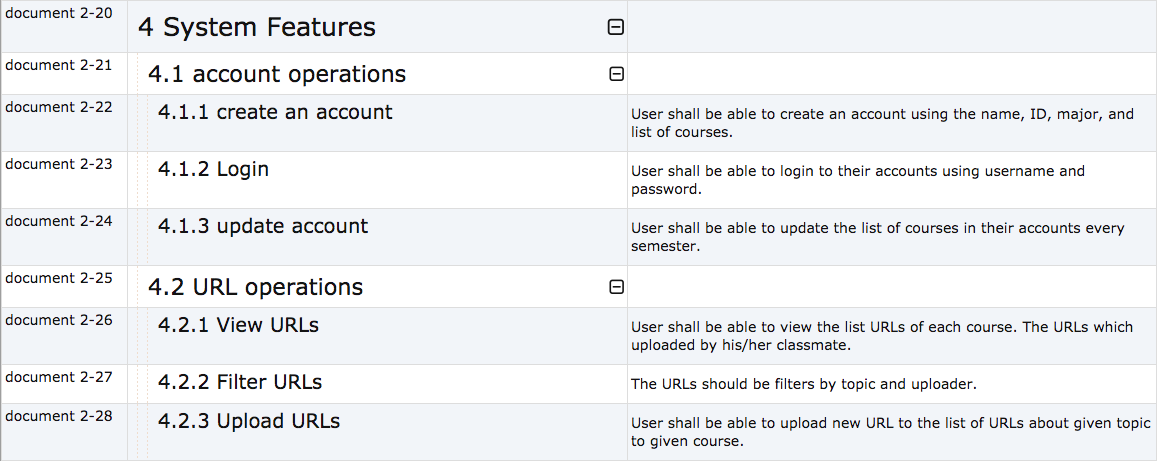 document 2-20
4 System Features
document 2-21
4.1 account operations
document 2-22
4.1.1 create an account
User shall be able to create an account using the name, ID, major, and
list of courses.
document 2-23
4.1.2 Login
User shall be able to login to their accounts using username and
password.
document 2-24
4.1.3 update account
User shall be able to update the list of courses in their accounts every
semester.
document 2-25
4.2 URL operations
document 2-26
4.2.1 View URLs
User shall be able to view the list URLs of each course. The URLs which
uploaded by his/her classmate.
document 2-27
4.2.2 Filter URLs
The URLs should be filters by topic and uploader.
document 2-28
4.2.3 Upload URLs
User shall be able to upload new URL to the list of URLs about given topic
to given course.